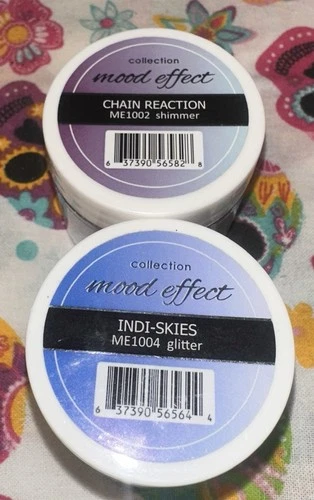 collection
mood effect
CHAIN REACTION
ME1002 shimmer
6 37390 56582 8
collection
mood effect
INDI-SKIES
ME1004 glitter
6 37390 56564 4